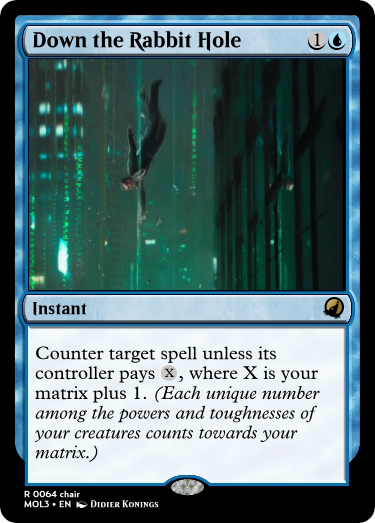 Down the Rabbit Hole 1
Instant
Counter target spell unless its
controller pays X, where X is your
matrix plus 1. (Each unique number
among the powers and toughnesses of
your creatures counts towards your
matrix.)
R 0064 chair
MOL3 • EN Didier Konings